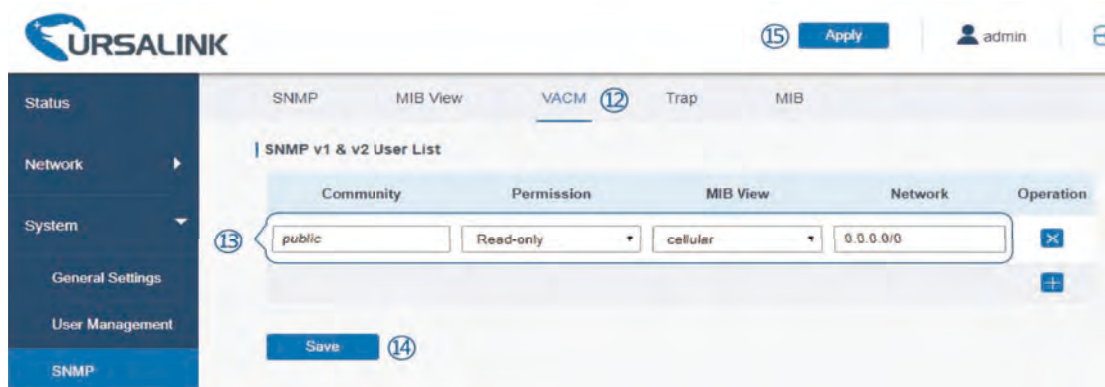 URSALINK
⑮ Apply admin
Status
Network
System
General Settings
User Management
SNMP
SNMP MIB View VACM ⑫ Trap MIB
SNMP v1 & v2 User List
Community Permission MIB View Network Operation
⑬ public Read-only cellular 0.0.0.0/0
Save ⑭